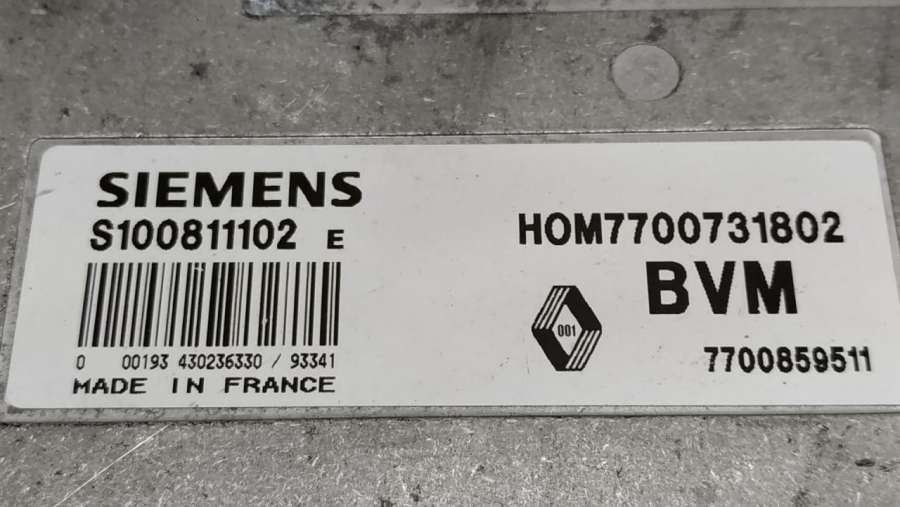 SIEMENS
S100811102 E
0 00193 430236330 / 93341
MADE IN FRANCE
HOM7700731802
BVM
001
7700859511